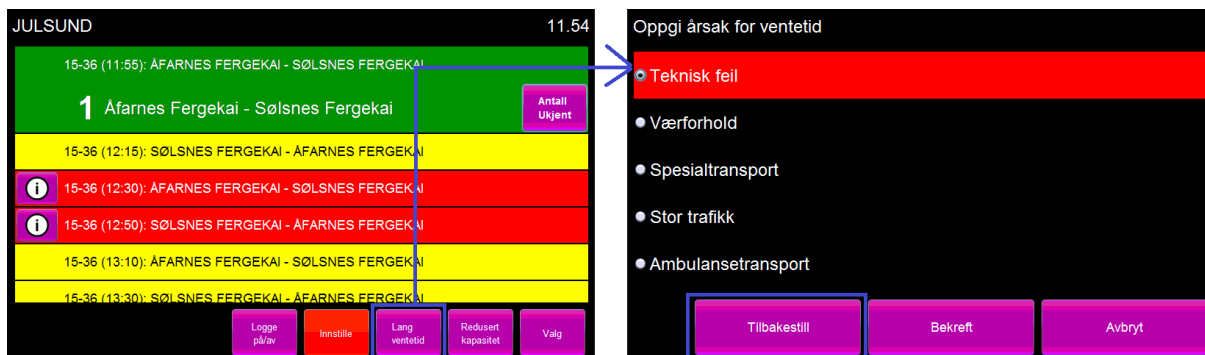 JULSUND 11.54
15-36 (11:55): ÅFARNES FERGEKAI - SØLSNES FERGEKAI
1 Åfarnes Fergekai - Sølsnes Fergekai
Antall
Ukjent
15-36 (12:15): SØLSNES FERGEKAI - ÅFARNES FERGEKAI
i 15-36 (12:30): ÅFARNES FERGEKAI - SØLSNES FERGEKAI
i 15-36 (12:50): SØLSNES FERGEKAI - ÅFARNES FERGEKAI
15-36 (13:10): ÅFARNES FERGEKAI - SØLSNES FERGEKAI
15-36 (13:30): SØLSNES FERGEKAI - ÅFARNES FERGEKAI
Logge
på/av
Innstille
Lang
ventetid
Redusert
kapasitet
Valg
Oppgi årsak for ventetid
Teknisk feil
Værforhold
Spesialtransport
Stor trafikk
Ambulansetransport
Tilbakestill
Bekreft
Avbryt